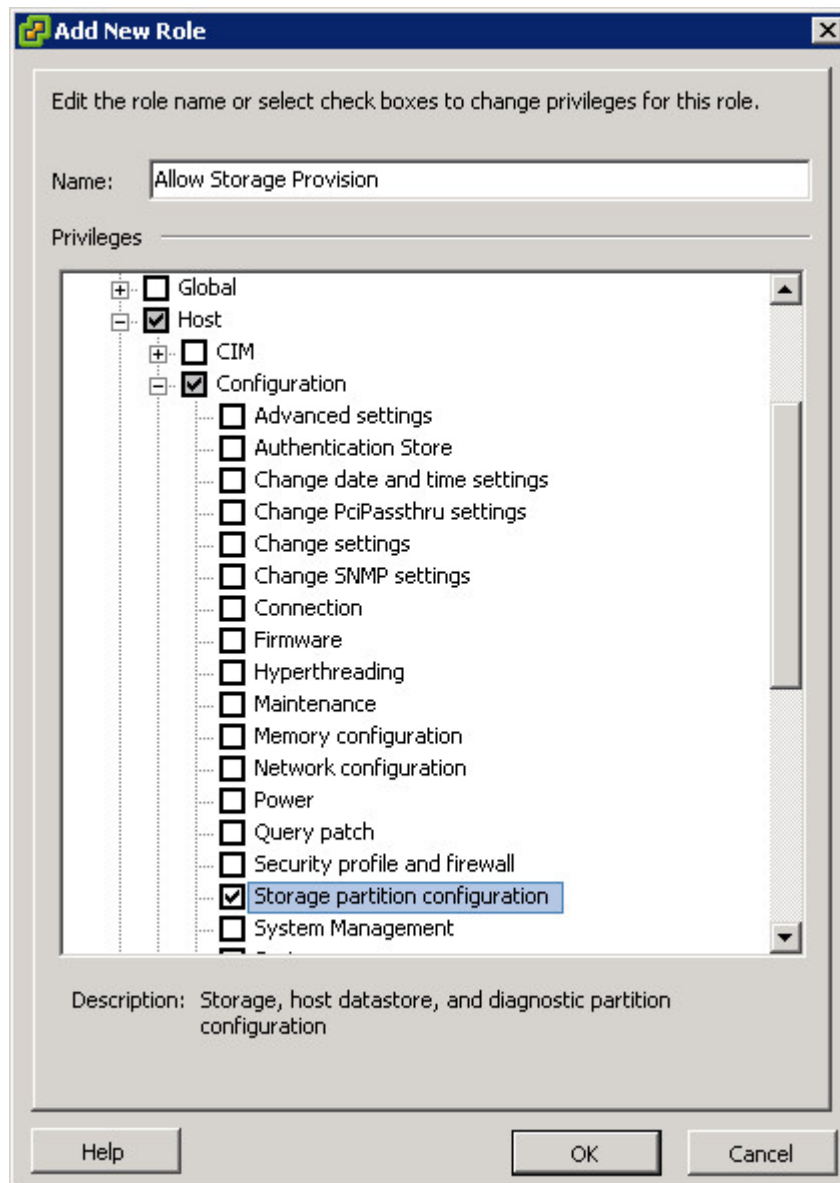 Add New Role
Edit the role name or select check boxes to change privileges for this role.
Name: Allow Storage Provision
Privileges
Global
Host
CIM
Configuration
Advanced settings
Authentication Store
Change date and time settings
Change PciPassthru settings
Change settings
Change SNMP settings
Connection
Firmware
Hyperthreading
Maintenance
Memory configuration
Network configuration
Power
Query patch
Security profile and firewall
Storage partition configuration
System Management
Description: Storage, host datastore, and diagnostic partition
configuration
Help
OK
Cancel